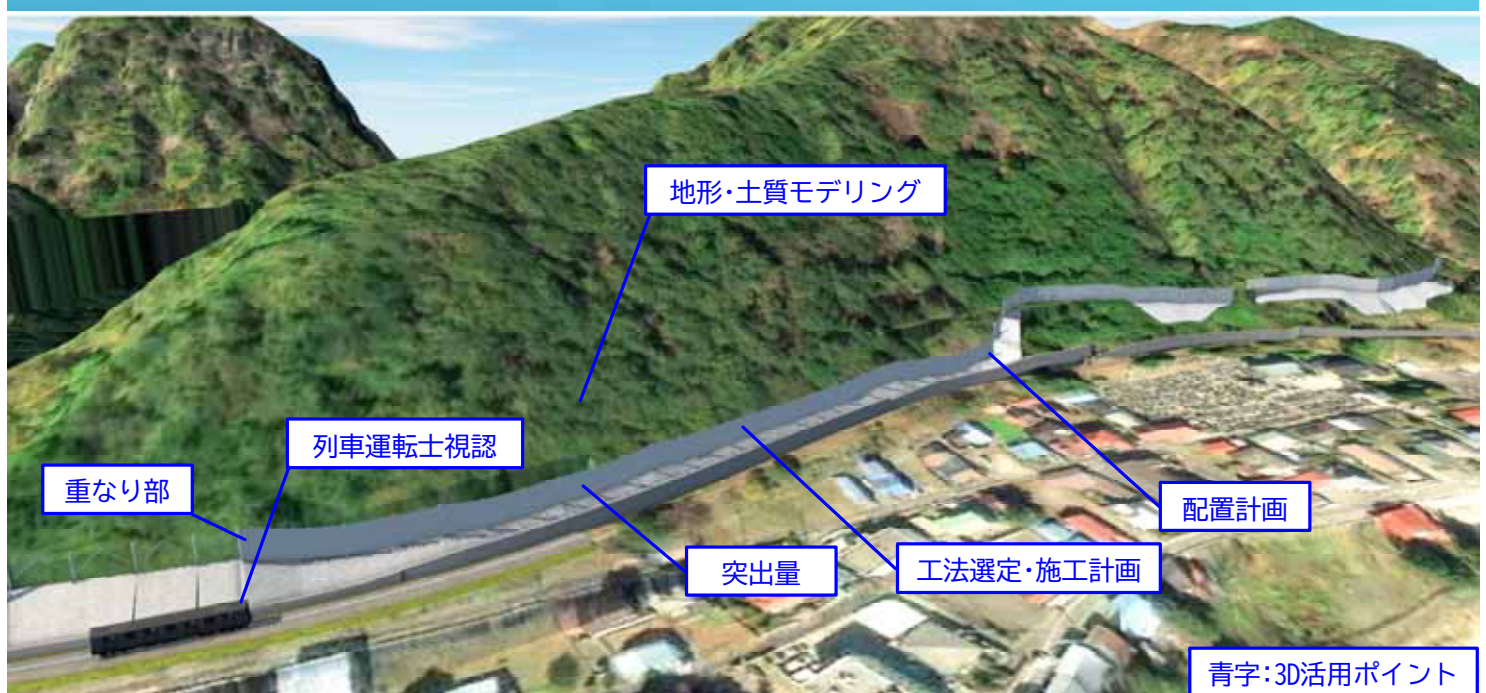 地形・土質モデリング
列車運転士視認
重なり部
配置計画
突出量
工法選定・施工計画
青字:3D活用ポイント